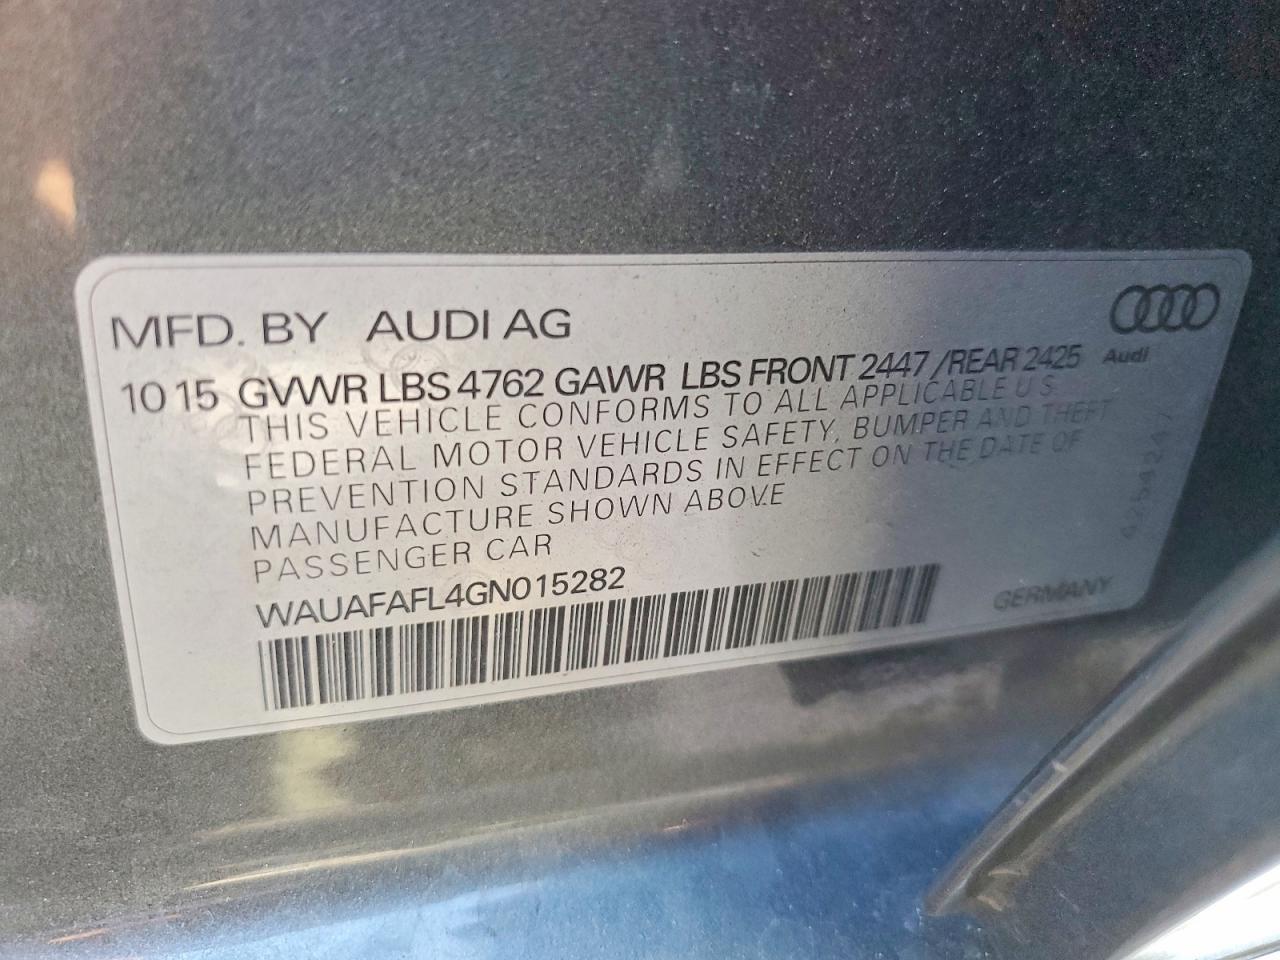 MFD. BY AUDI AG
Audi
10 15 GVWR LBS 4762 GAWR LBS FRONT 2447 /REAR 2425
THIS VEHICLE CONFORMS TO ALL APPLICABLE U S
FEDERAL MOTOR VEHICLE SAFETY, BUMPER AND THEFT
PREVENTION STANDARDS IN EFFECT ON THE DATE OF
MANUFACTURE SHOWN ABOVE
PASSENGER CAR
WAUAFAFL4GN015282
GERMANY